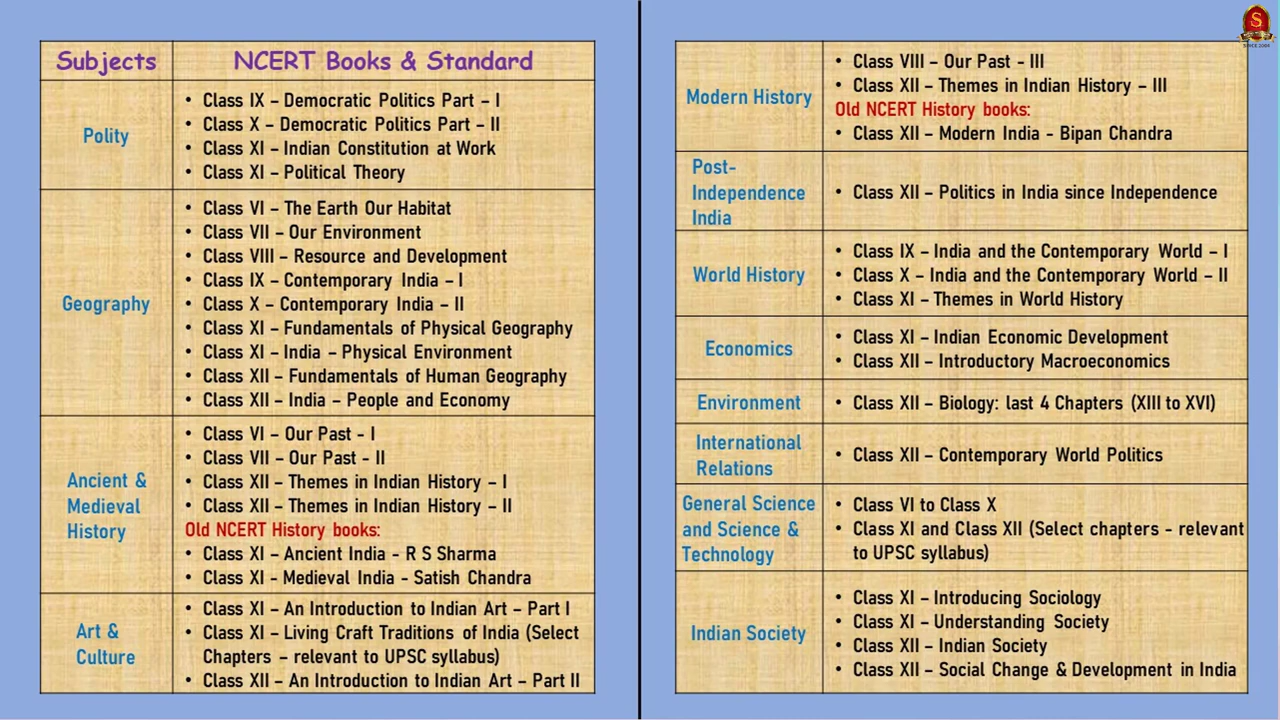 Subjects
NCERT Books & Standard
Polity
• Class IX – Democratic Politics Part – I
• Class X – Democratic Politics Part – II
• Class XI – Indian Constitution at Work
• Class XI – Political Theory
Geography
• Class VI – The Earth Our Habitat
• Class VII – Our Environment
• Class VIII – Resource and Development
• Class IX – Contemporary India – I
• Class X – Contemporary India – II
• Class XI – Fundamentals of Physical Geography
• Class XI – India – Physical Environment
• Class XII – Fundamentals of Human Geography
• Class XII – India – People and Economy
Ancient &
Medieval
History
• Class VI – Our Past - I
• Class VII – Our Past - II
• Class XII – Themes in Indian History – I
• Class XII – Themes in Indian History – II
Old NCERT History books:
• Class XI – Ancient India - R S Sharma
• Class XI - Medieval India - Satish Chandra
Art &
Culture
• Class XI – An Introduction to Indian Art – Part I
• Class XI – Living Craft Traditions of India (Select
Chapters – relevant to UPSC syllabus)
• Class XII – An Introduction to Indian Art – Part II
S
SINCE 2004
Modern History
• Class VIII – Our Past - III
• Class XII – Themes in Indian History – III
Old NCERT History books:
• Class XII – Modern India - Bipan Chandra
Post-
Independence
India
• Class XII – Politics in India since Independence
World History
• Class IX – India and the Contemporary World – I
• Class X – India and the Contemporary World – II
• Class XI – Themes in World History
Economics
• Class XI – Indian Economic Development
• Class XII – Introductory Macroeconomics
Environment
• Class XII – Biology: last 4 Chapters (XIII to XVI)
International
Relations
• Class XII – Contemporary World Politics
General Science
and Science &
Technology
• Class VI to Class X
• Class XI and Class XII (Select chapters - relevant
to UPSC syllabus)
Indian Society
• Class XI – Introducing Sociology
• Class XI – Understanding Society
• Class XII – Indian Society
• Class XII – Social Change & Development in India